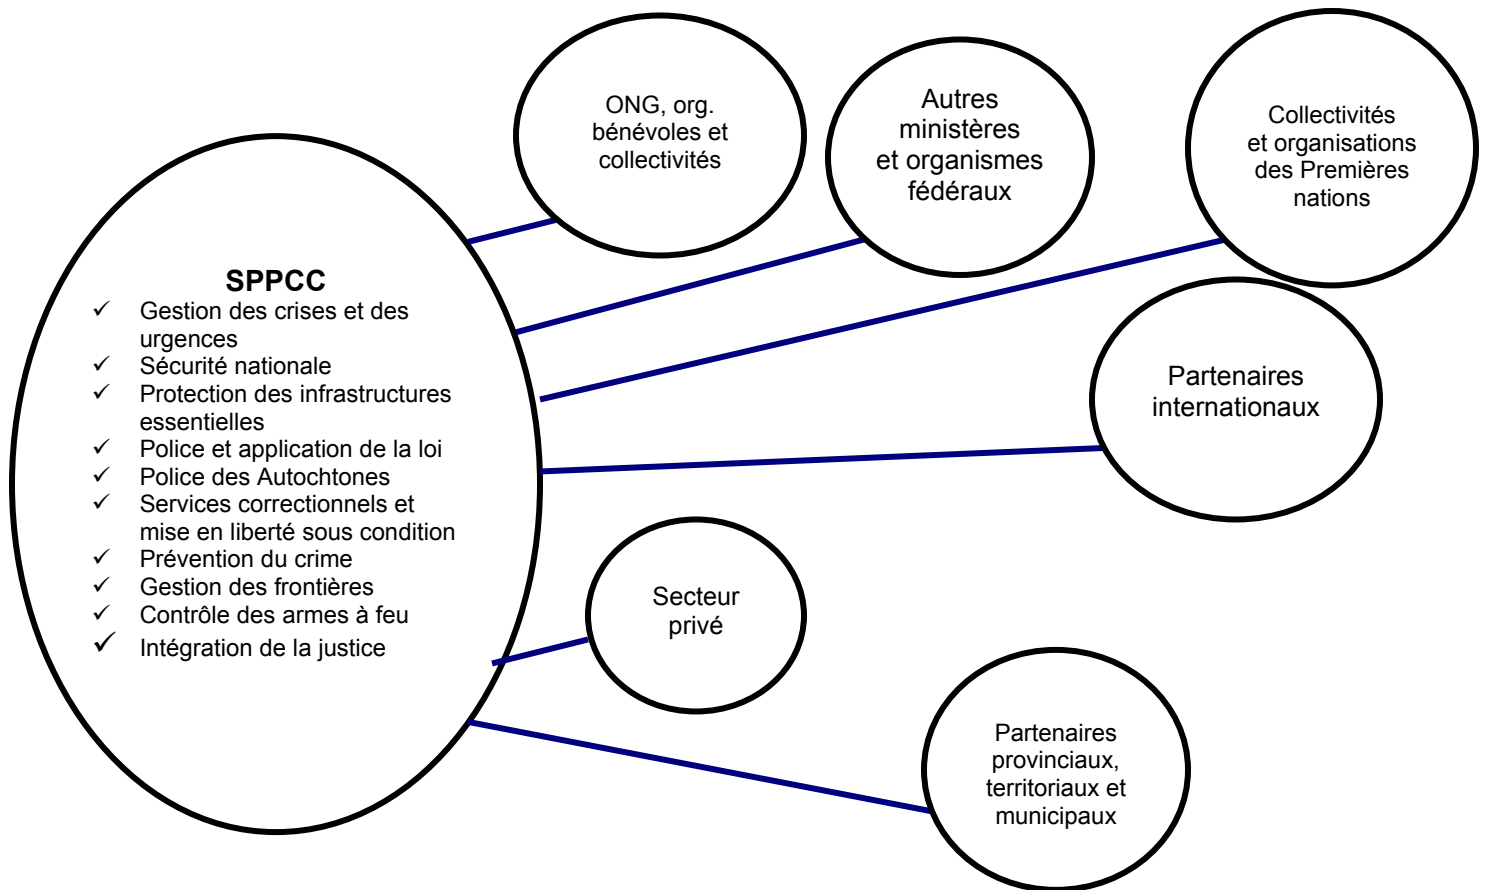 ONG, org.
bénévoles et
collectivités
Autres
ministères
et organismes
fédéraux
Collectivités
et organisations
des Premières
nations
SPPCC
✓ Gestion des crises et des
urgences
✓ Sécurité nationale
✓ Protection des infrastructures
essentielles
✓ Police et application de la loi
✓ Police des Autochtones
✓ Services correctionnels et
mise en liberté sous condition
✓ Prévention du crime
✓ Gestion des frontières
✓ Contrôle des armes à feu
✓ Intégration de la justice
Partenaires
internationaux
Secteur
privé
Partenaires
provinciaux,
territoriaux et
municipaux